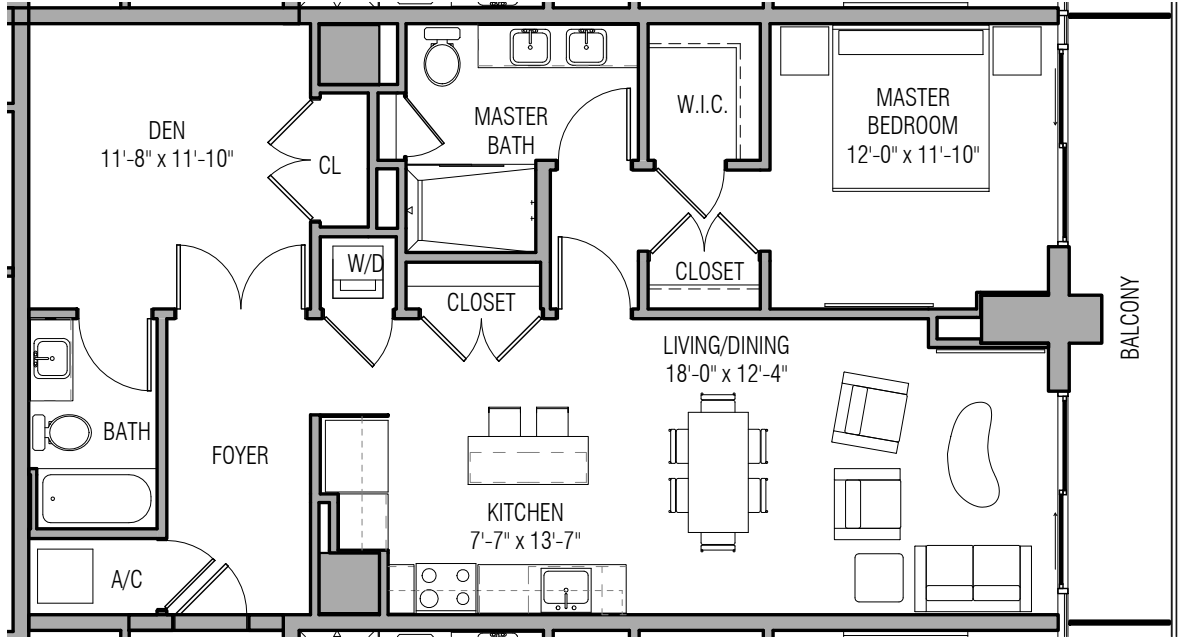 DEN
11'-8" x 11'-10"
CL
MASTER
BATH
W.I.C.
MASTER
BEDROOM
12'-0" x 11'-10"
W/D
CLOSET
CLOSET
BALCONY
LIVING/DINING
18'-0" x 12'-4"
BATH
FOYER
KITCHEN
7'-7" x 13'-7"
A/C